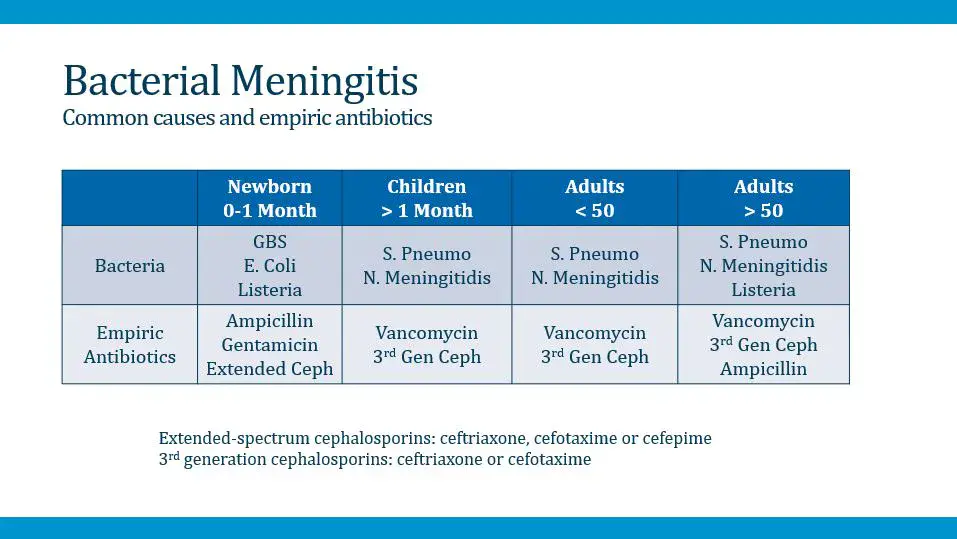 Bacterial Meningitis
Common causes and empiric antibiotics
Newborn
0-1 Month
Children
> 1 Month
Adults
< 50
Adults
> 50
Bacteria
GBS
E. Coli
Listeria
S. Pneumo
N. Meningitidis
S. Pneumo
N. Meningitidis
S. Pneumo
N. Meningitidis
Listeria
Empiric
Antibiotics
Ampicillin
Gentamicin
Extended Ceph
Vancomycin
3rd Gen Ceph
Vancomycin
3rd Gen Ceph
Vancomycin
3rd Gen Ceph
Ampicillin
Extended-spectrum cephalosporins: ceftriaxone, cefotaxime or cefepime
3rd generation cephalosporins: ceftriaxone or cefotaxime